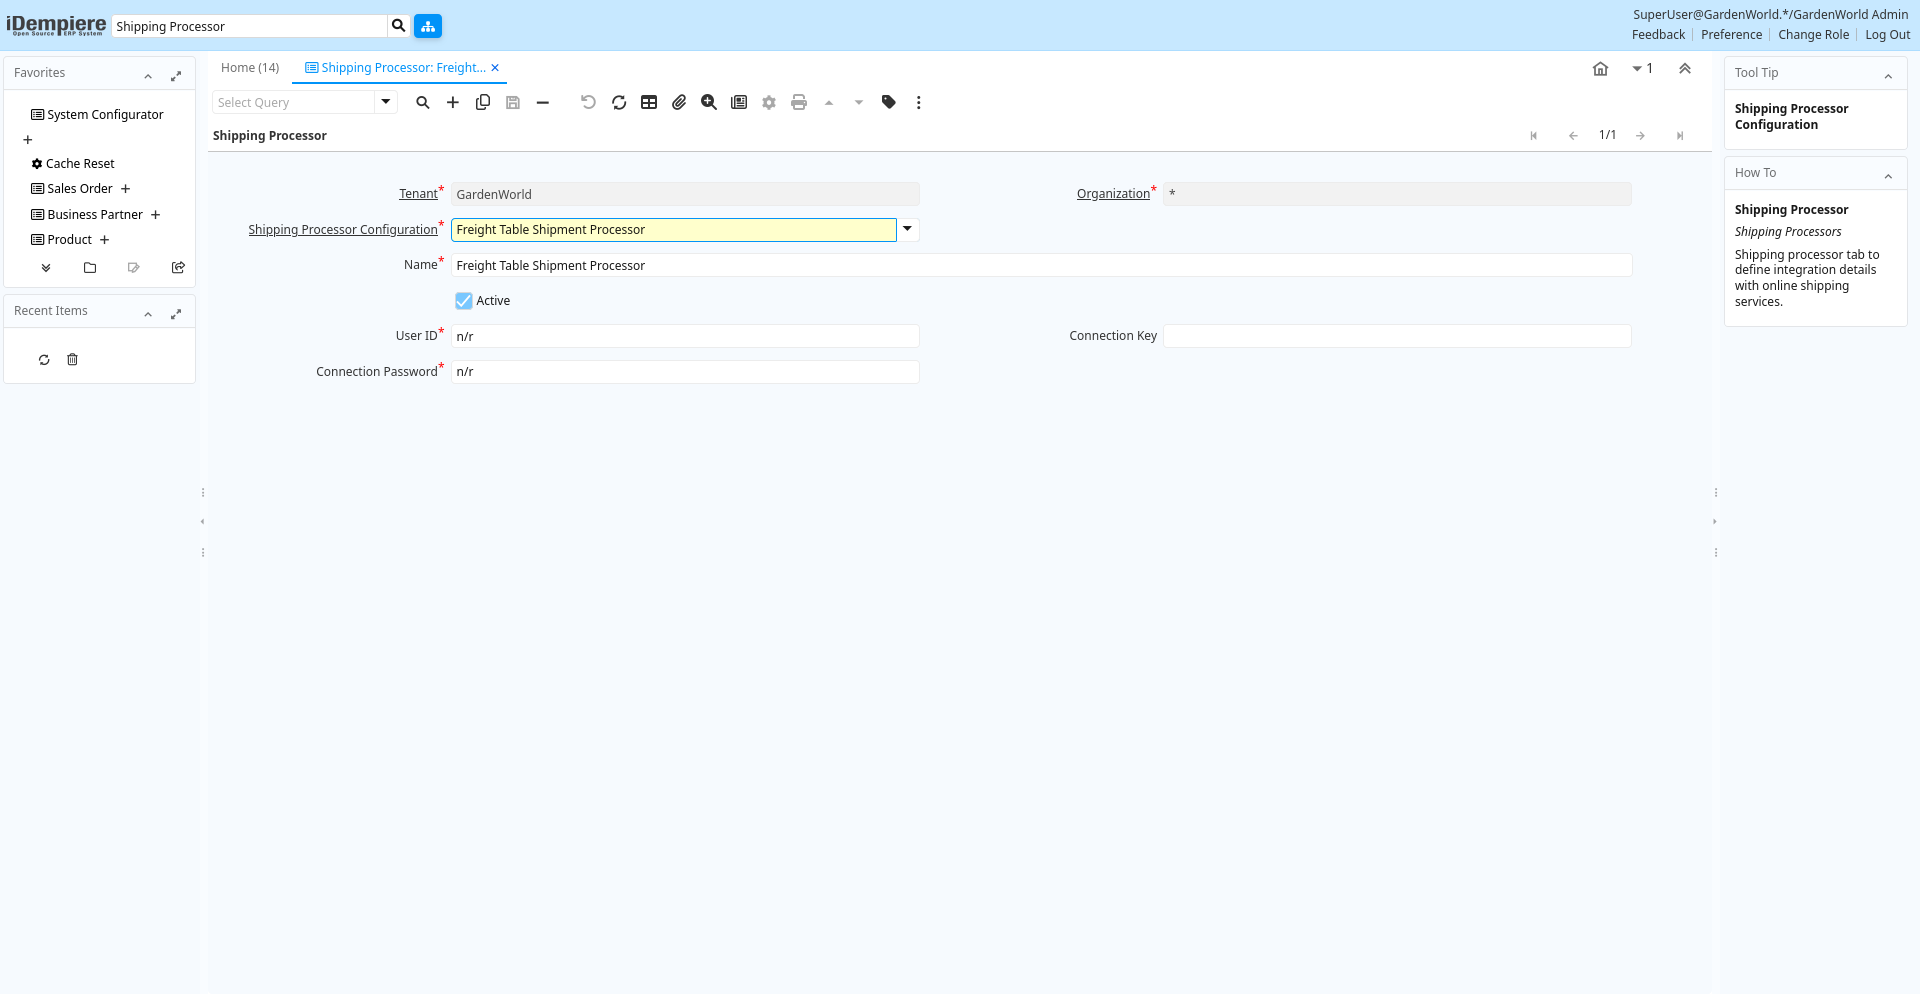 iDempiere
Open Source ERP System
Shipping Processor
SuperUser@GardenWorld.*/GardenWorld Admin
Feedback
Preference
Change Role
Log Out
Favorites
System Configurator
Cache Reset
Sales Order
Business Partner
Product
Recent Items
Home (14)
Shipping Processor: Freight...
1
Select Query
Shipping Processor
1/1
Tenant*
GardenWorld
Organization*
*
Shipping Processor Configuration*
Freight Table Shipment Processor
Name*
Freight Table Shipment Processor
Active
User ID*
n/r
Connection Key
Connection Password*
n/r
Tool Tip
Shipping Processor
Configuration
How To
Shipping Processor
Shipping Processors
Shipping processor tab to
define integration details
with online shipping
services.